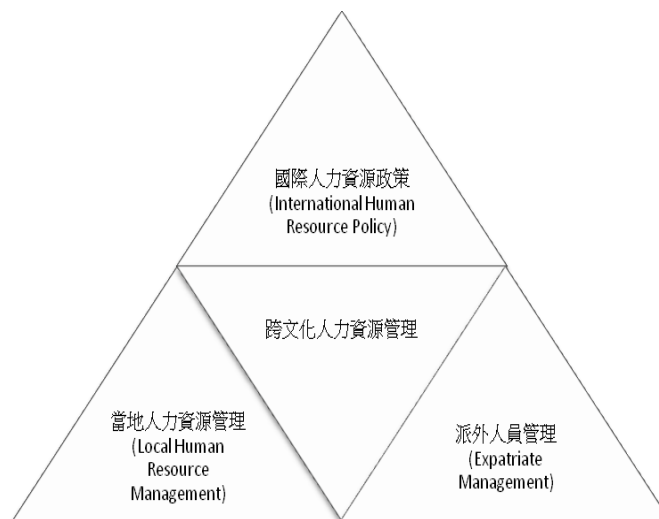 國際人力資源政策
(International Human
Resource Policy)
跨文化人力資源管理
當地人力資源管理
(Local Human
Resource
Management)
派外人員管理
(Expatriate
Management)